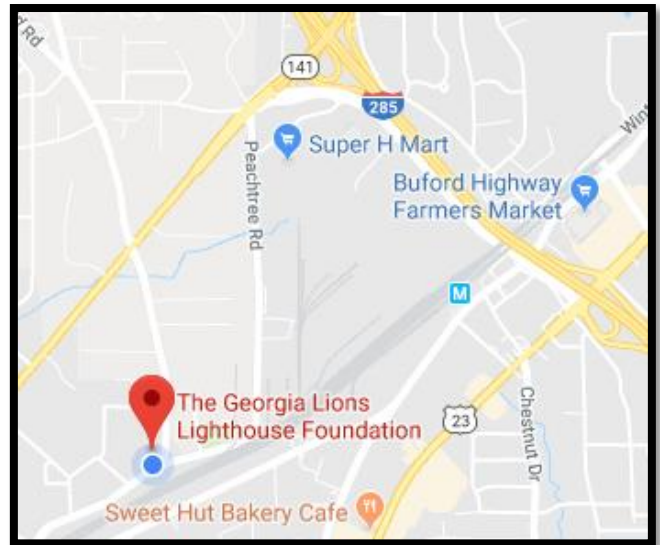 d Rd
141
285
Super H Mart
Peachtree Rd
Wint
Buford Highway
Farmers Market
M
The Georgia Lions
Lighthouse Foundation
23
Chestnut Dr
Sweet Hut Bakery Cafe